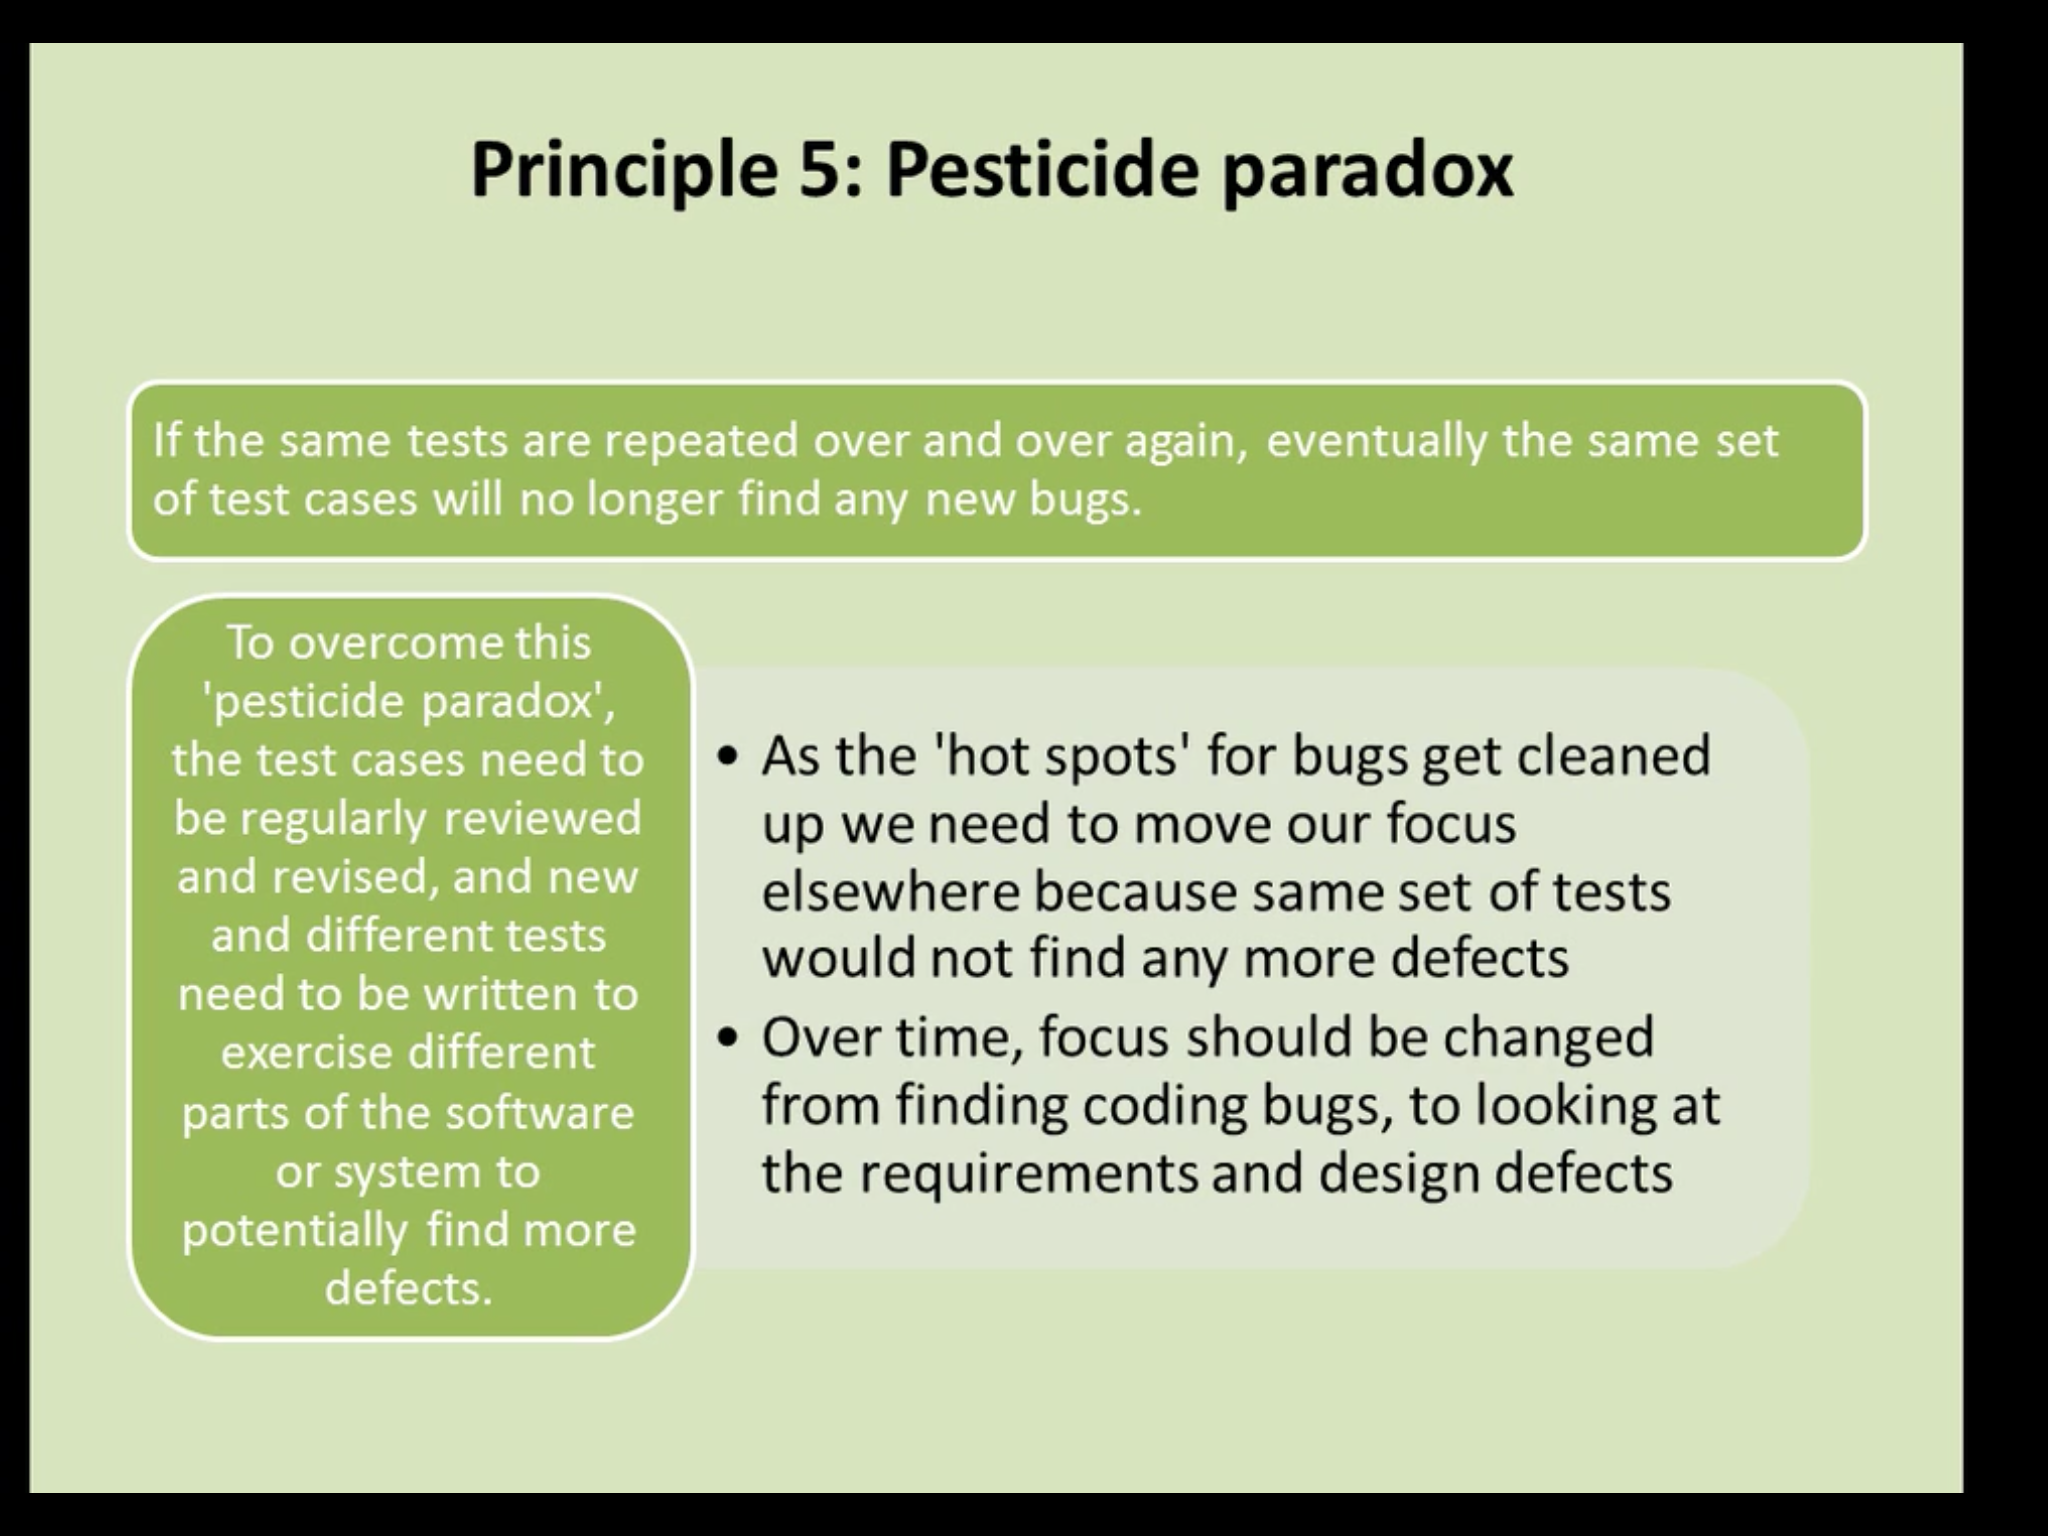 Principle 5: Pesticide paradox
If the same tests are repeated over and over again, eventually the same set
of test cases will no longer find any new bugs.
To overcome this
'pesticide paradox',
the test cases need to
be regularly reviewed
and revised, and new
and different tests
need to be written to
exercise different
parts of the software
or system to
potentially find more
defects.
• As the 'hot spots' for bugs get cleaned
up we need to move our focus
elsewhere because same set of tests
would not find any more defects
• Over time, focus should be changed
from finding coding bugs, to looking at
the requirements and design defects